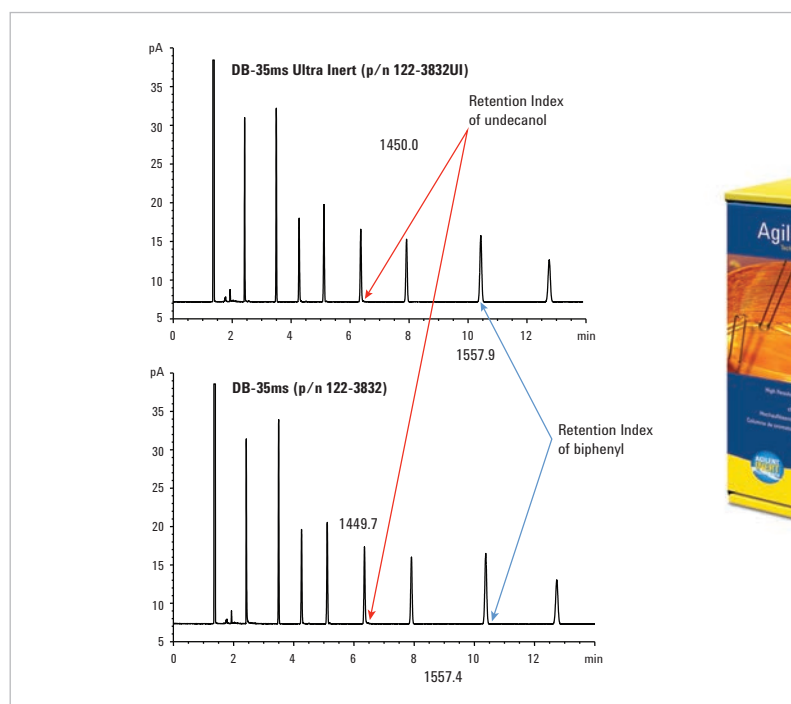 pA
DB-35ms Ultra Inert (p/n 122-3832UI)
35
30
25
20
15
10
5
0
2
4
6
8
10
12
min
Retention Index
of undecanol
1450.0
1557.9
pA
DB-35ms (p/n 122-3832)
35
30
25
20
15
10
5
0
2
4
6
8
10
12
min
1449.7
Retention Index
of biphenyl
1557.4
Agil
AGILENT